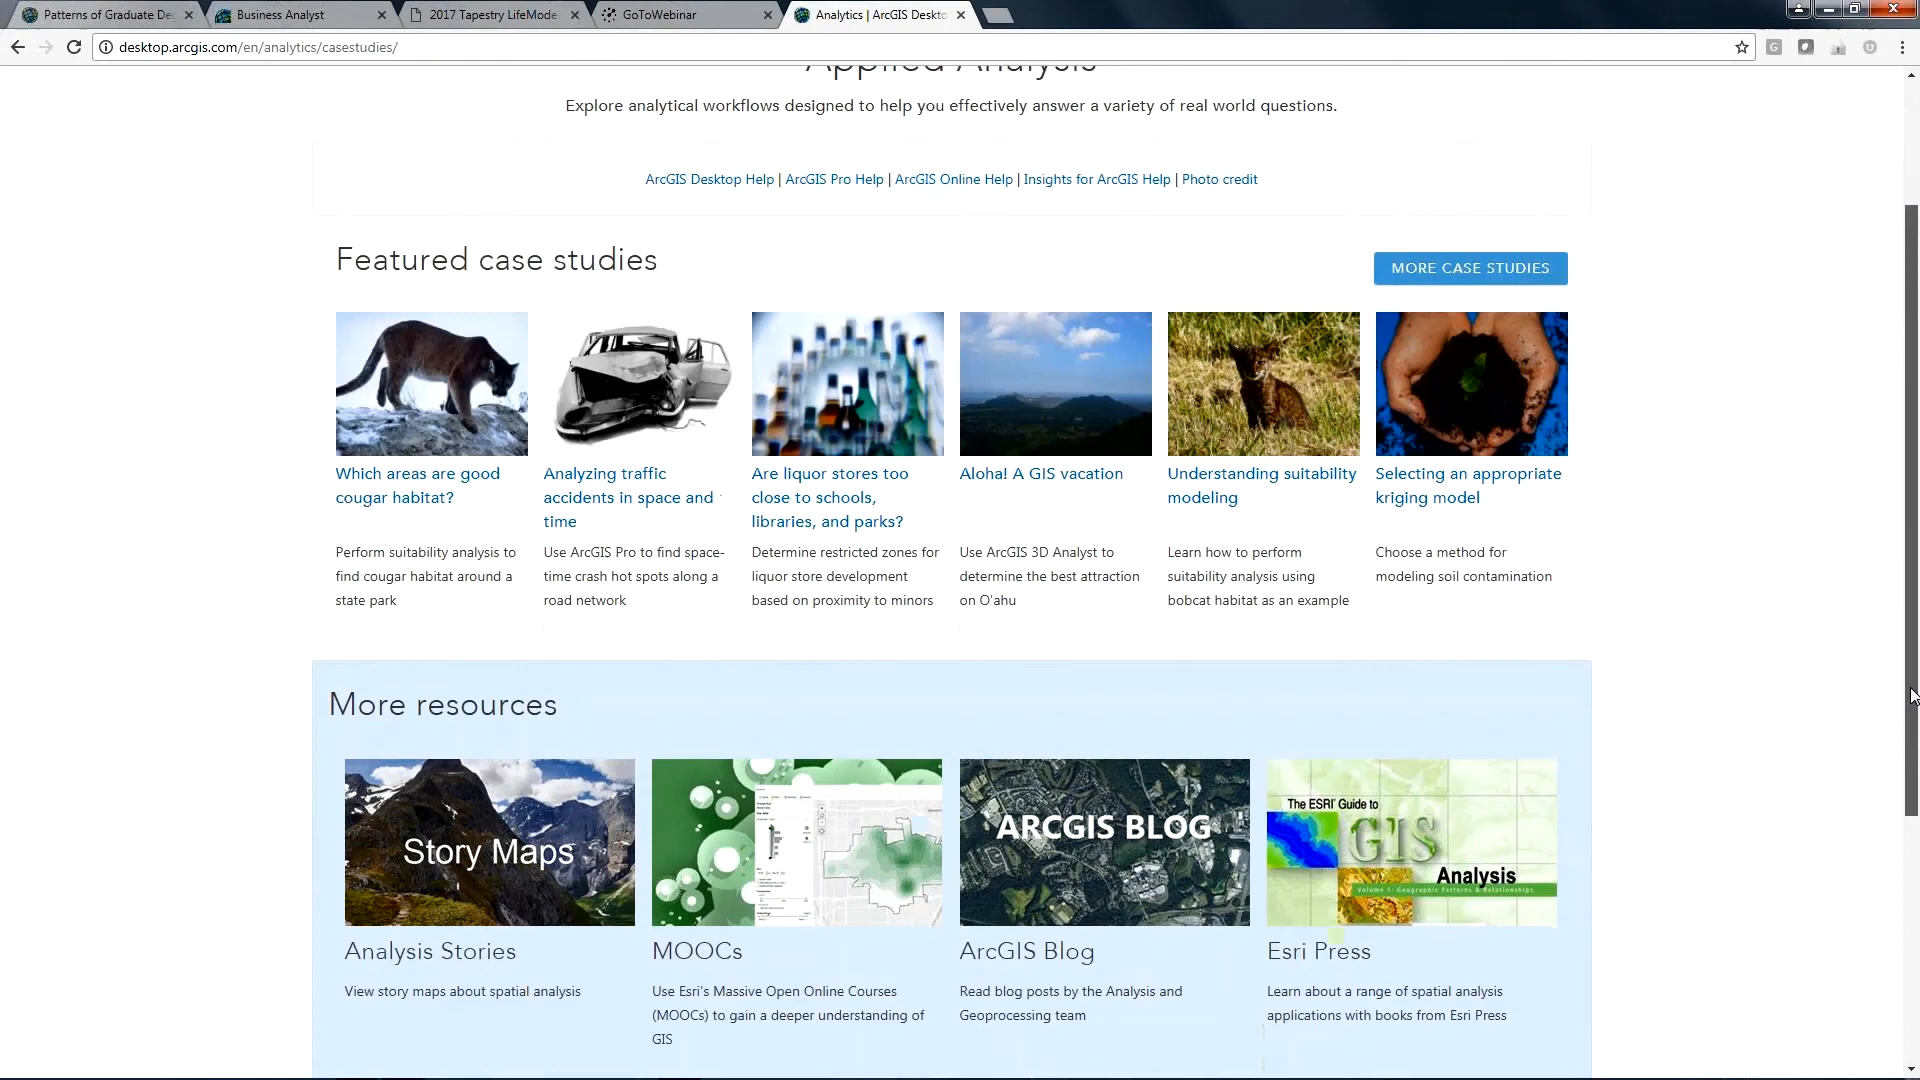 Patterns of Graduate De
Business Analyst
2017 Tapestry LifeMode
GoToWebinar
Analytics | ArcGIS Deskto
desktop.arcgis.com/en/analytics/casestudies/
Applied Analysis
Explore analytical workflows designed to help you effectively answer a variety of real world questions.
ArcGIS Desktop Help | ArcGIS Pro Help | ArcGIS Online Help | Insights for ArcGIS Help | Photo credit
Featured case studies
MORE CASE STUDIES
Which areas are good
cougar habitat?
Perform suitability analysis to
find cougar habitat around a
state park
Analyzing traffic
accidents in space and
time
Use ArcGIS Pro to find space-
time crash hot spots along a
road network
Are liquor stores too
close to schools,
libraries, and parks?
Determine restricted zones for
liquor store development
based on proximity to minors
Aloha! A GIS vacation
Use ArcGIS 3D Analyst to
determine the best attraction
on O'ahu
Understanding suitability
modeling
Learn how to perform
suitability analysis using
bobcat habitat as an example
Selecting an appropriate
kriging model
Choose a method for
modeling soil contamination
More resources
Story Maps
Analysis Stories
View story maps about spatial analysis
MOOCs
Use Esri's Massive Open Online Courses
(MOOCs) to gain a deeper understanding of
GIS
ARCGIS BLOG
ArcGIS Blog
Read blog posts by the Analysis and
Geoprocessing team
The ESRI Guide to
GIS
Analysis
Volume 1: Geographic Patterns & Relationships
Esri Press
Learn about a range of spatial analysis
applications with books from Esri Press